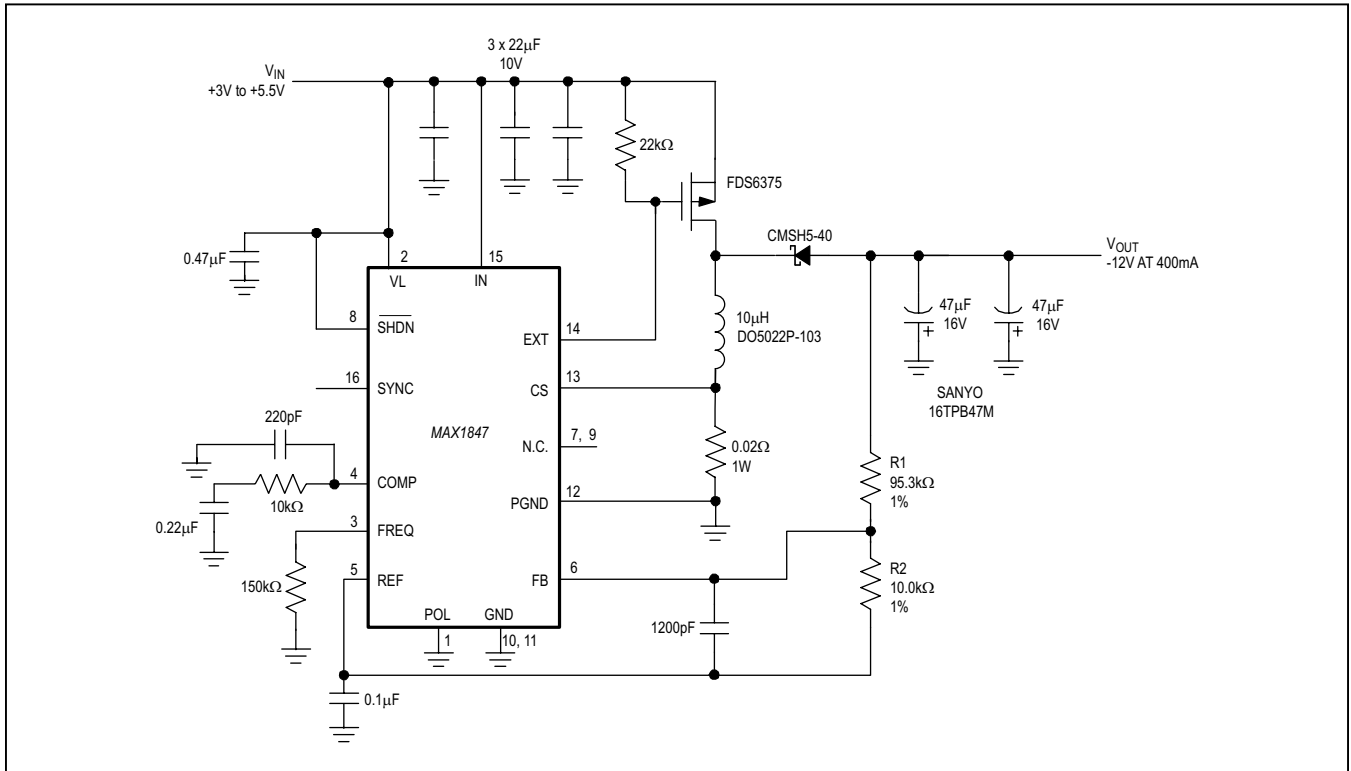 3 x 22µF
10V
VIN
+3V to +5.5V
22kΩ
FDS6375
CMSH5-40
VOUT
-12V AT 400mA
0.47µF
2
15
VL
IN
47µF
16V
47µF
16V
10µH
DO5022P-103
8
SHDN
14
EXT
16
SYNC
13
CS
SANYO
16TPB47M
220pF
MAX1847
7, 9
N.C.
0.02Ω
1W
4
COMP
10kΩ
12
PGND
R1
95.3kΩ
1%
0.22µF
3
FREQ
150kΩ
5
REF
6
FB
R2
10.0kΩ
1%
POL
GND
1
10, 11
1200pF
0.1µF